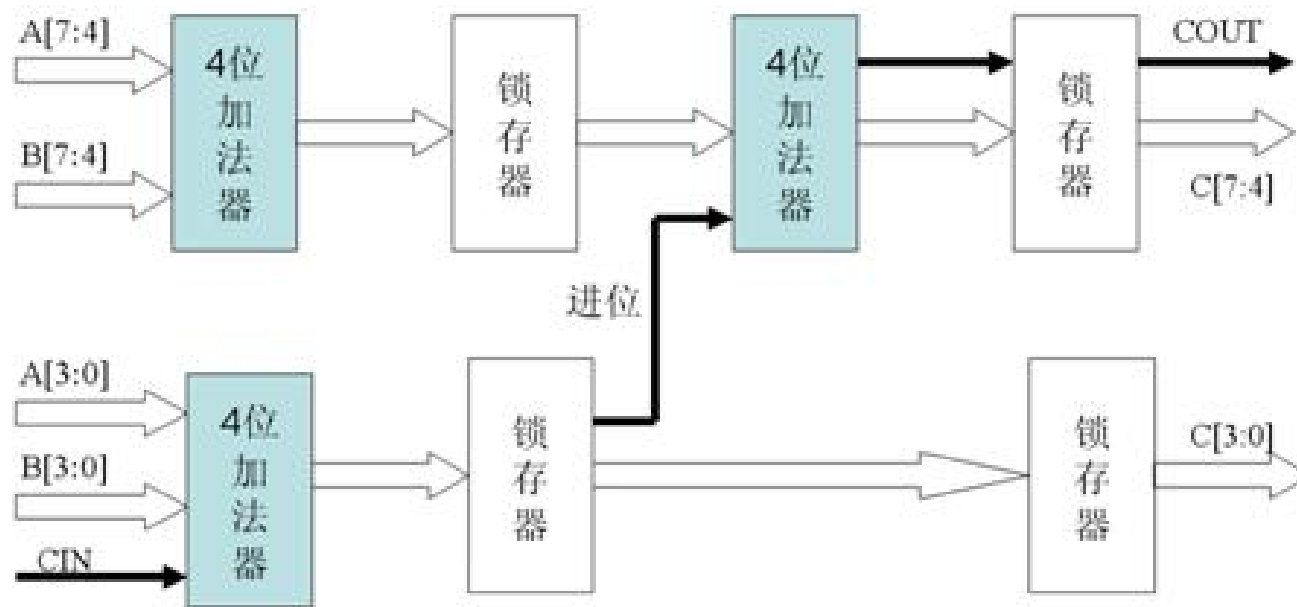 A[7:4]
B[7:4]
4位
加
法
器
锁
存
器
4位
加
法
器
锁
存
器
COUT
C[7:4]
进位
A[3:0]
B[3:0]
CIN
4位
加
法
器
锁
存
器
锁
存
器
C[3:0]